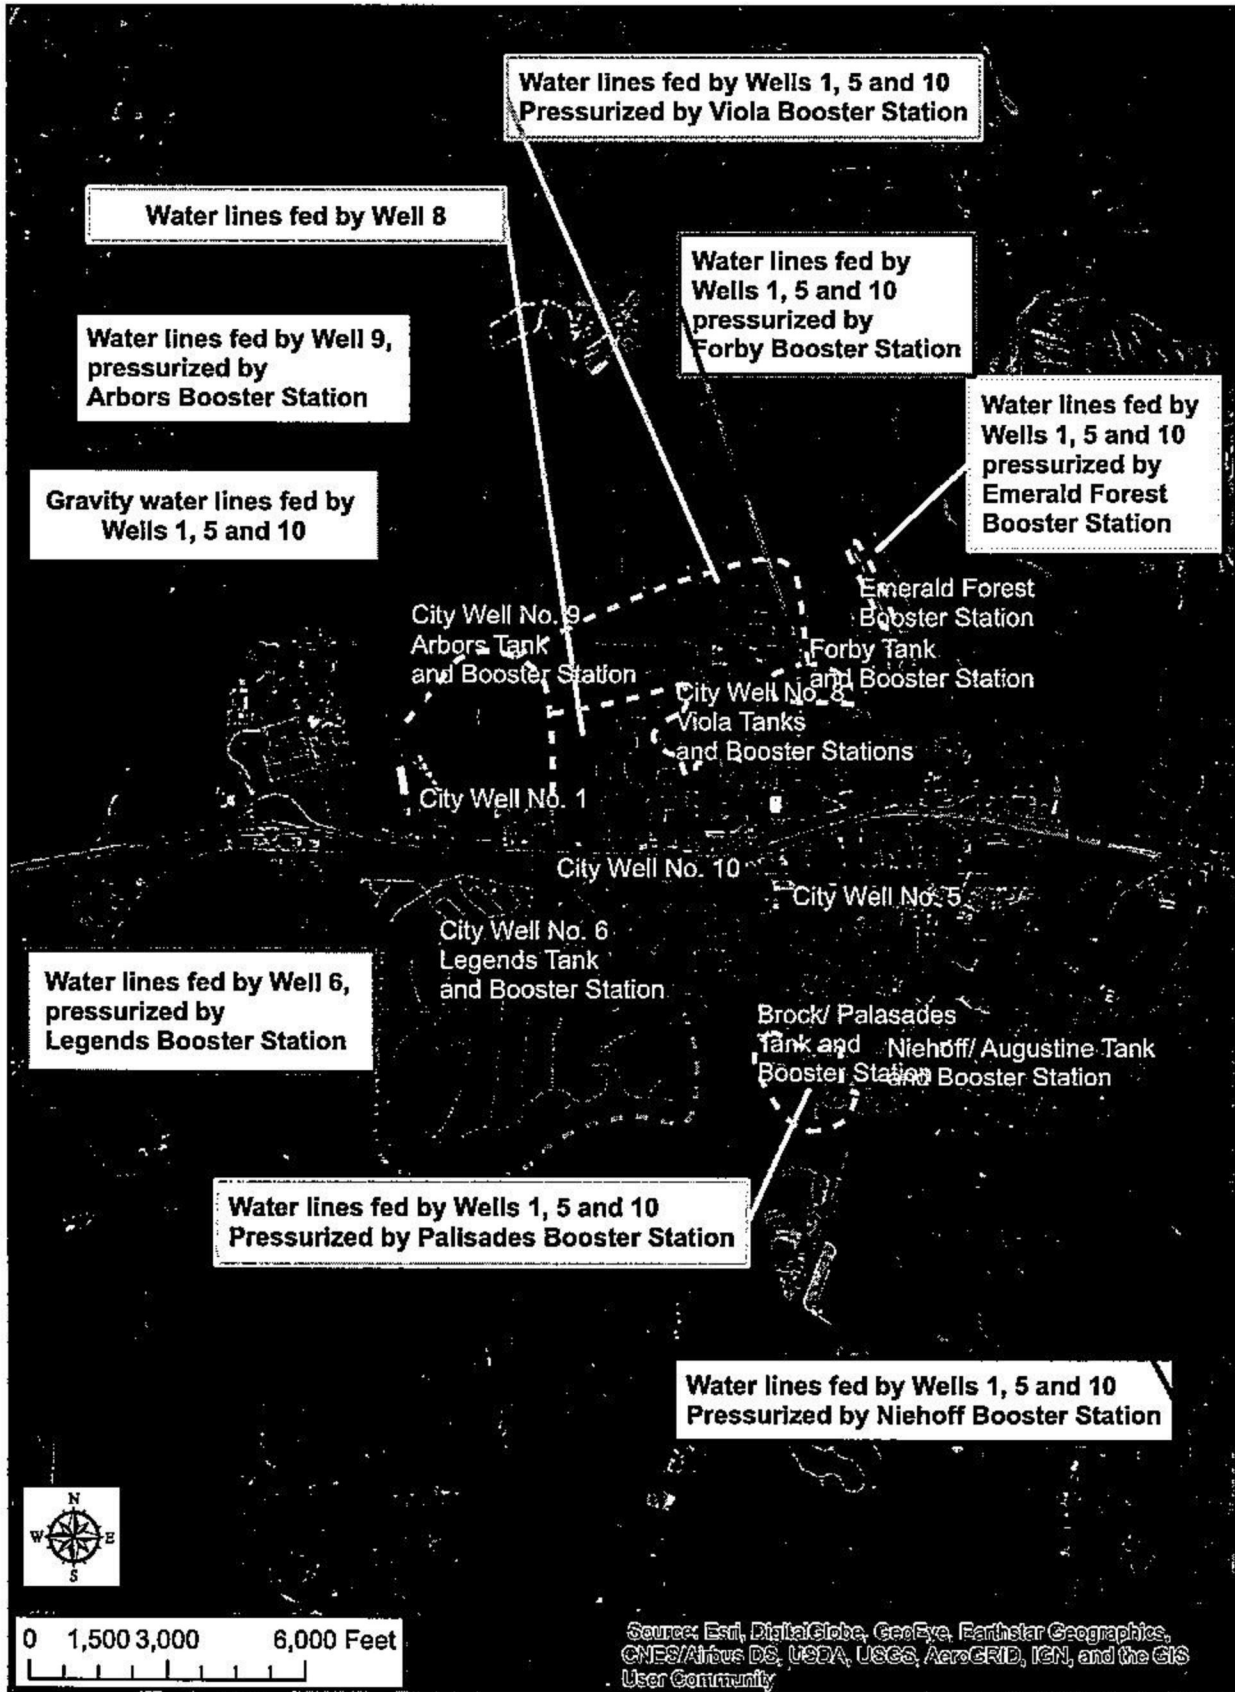 Water lines fed by Wells 1, 5 and 10
Pressurized by Viola Booster Station
Water lines fed by Well 8
Water lines fed by
Wells 1, 5 and 10
pressurized by
Forby Booster Station
Water lines fed by Well 9,
pressurized by
Arbors Booster Station
Water lines fed by
Wells 1, 5 and 10
pressurized by
Emerald Forest
Booster Station
Gravity water lines fed by
Wells 1, 5 and 10
Emerald Forest
Booster Station
City Well No. 9
Arbors Tank
and Booster Station
Forby Tank
and Booster Station
City Well No. 8
Viola Tanks
and Booster Stations
City Well No. 1
City Well No. 10
City Well No. 5
City Well No. 6
Legends Tank
and Booster Station
Water lines fed by Well 6,
pressurized by
Legends Booster Station
Brock/ Palasades
Tank and
Booster Station
Niehoff/ Augustine Tank
and Booster Station
Water lines fed by Wells 1, 5 and 10
Pressurized by Palisades Booster Station
Water lines fed by Wells 1, 5 and 10
Pressurized by Niehoff Booster Station
N
W E
S
0 1,500 3,000 6,000 Feet
Source: Esri, DigitalGlobe, GeoEye, Earthstar Geographics,
CNES/Airbus DS, USDA, USGS, AeroGRID, IGN, and the GIS
User Community